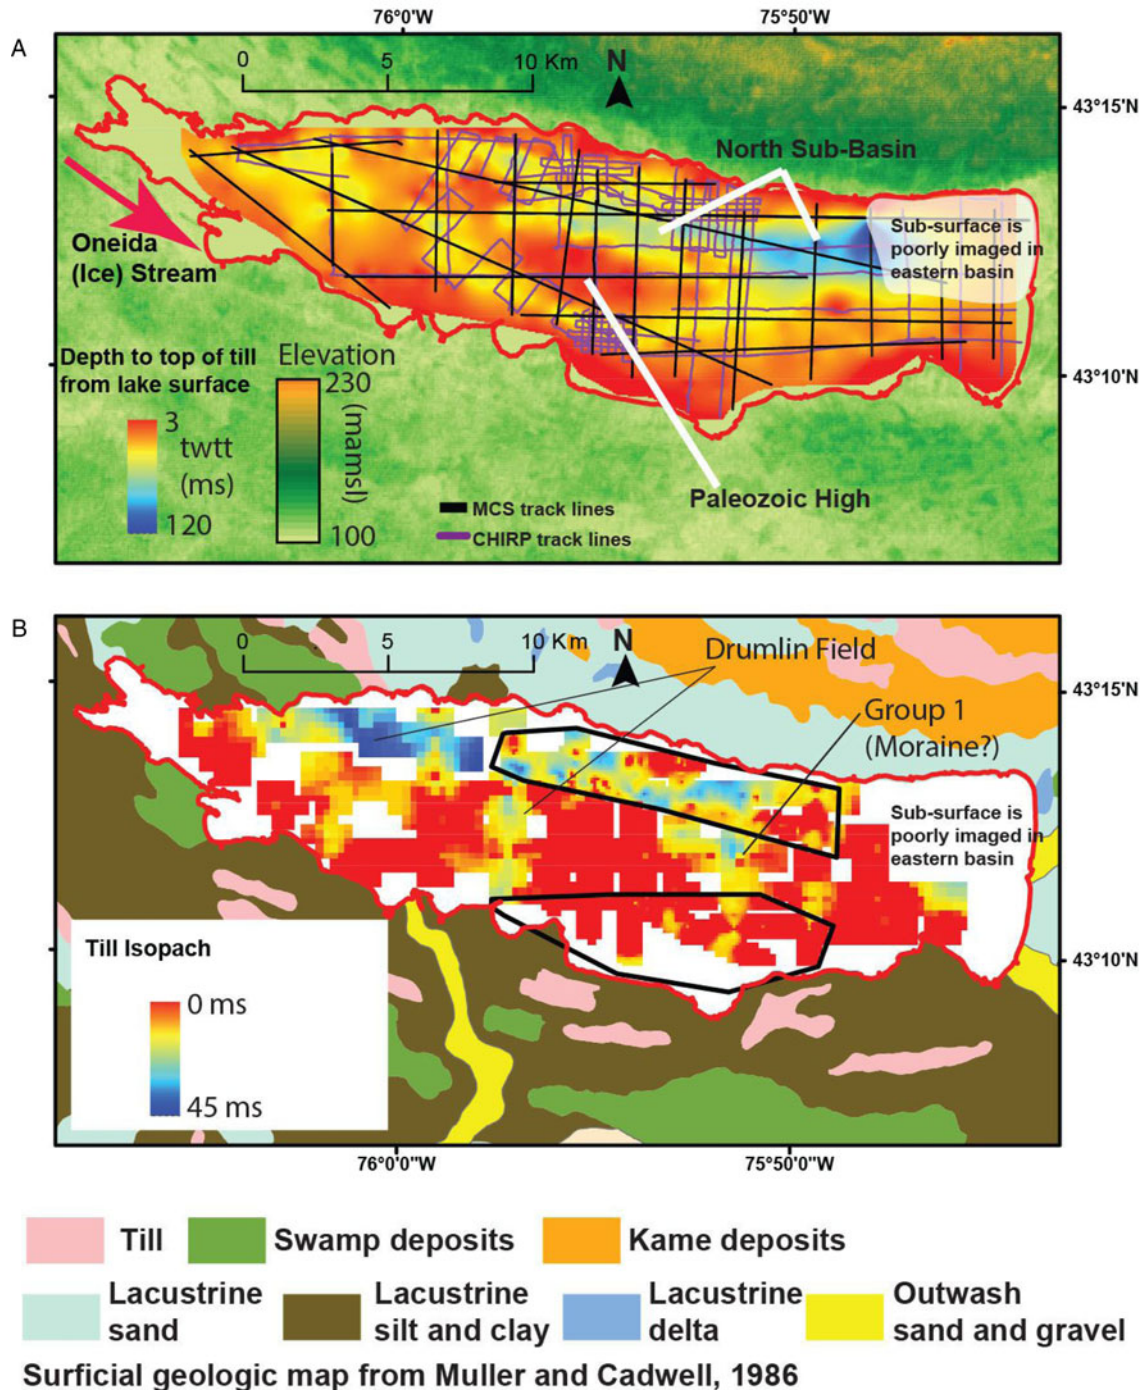 A
76°0'W
75°50'W
0
5
10 Km
N
43°15'N
North Sub-Basin
Sub-surface is
poorly imaged in
eastern basin
Oneida
(Ice) Stream
Depth to top of till
from lake surface
Elevation
3
twtt
(ms)
120
230
(mamsl)
100
43°10'N
Paleozoic High
MCS track lines
CHIRP track lines
B
0
5
10 Km
N
Drumlin Field
43°15'N
Group 1
(Moraine?)
Sub-surface is
poorly imaged in
eastern basin
Till Isopach
43°10'N
0 ms
45 ms
76°0'0"W
75°50'0"W
Till
Swamp deposits
Kame deposits
Lacustrine
sand
Lacustrine
silt and clay
Lacustrine
delta
Outwash
sand and gravel
Surficial geologic map from Muller and Cadwell, 1986